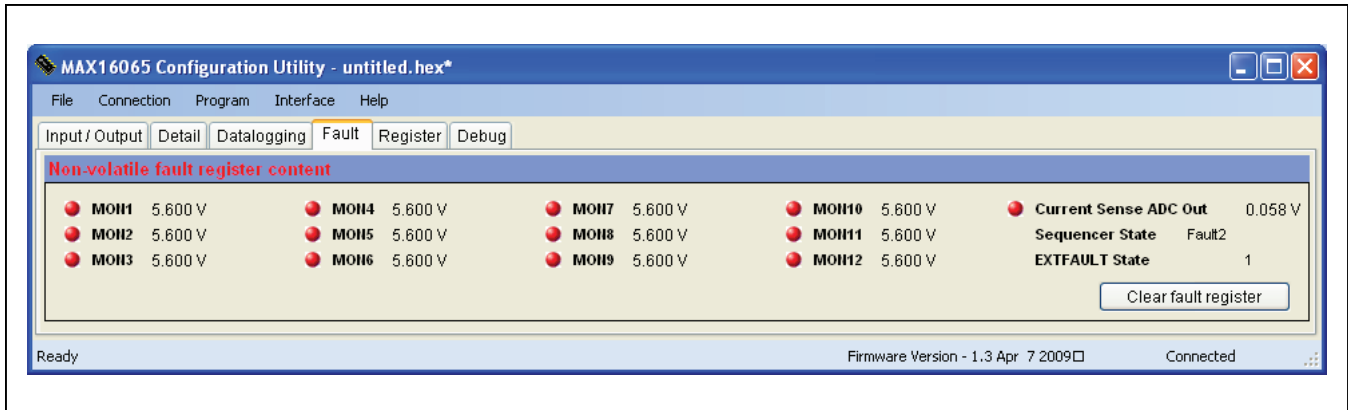 MAX16065 Configuration Utility - untitled.hex*
File Connection Program Interface Help
Input / Output Detail Datalogging Fault Register Debug
Non-volatile fault register content
MON1 5.600 V MON4 5.600 V MON7 5.600 V MON10 5.600 V Current Sense ADC Out 0.058 V
MON2 5.600 V MON5 5.600 V MON8 5.600 V MON11 5.600 V Sequencer State Fault2
MON3 5.600 V MON6 5.600 V MON9 5.600 V MON12 5.600 V EXTFAULT State 1
Clear fault register
Ready Firmware Version - 1.3 Apr 7 2009□ Connected